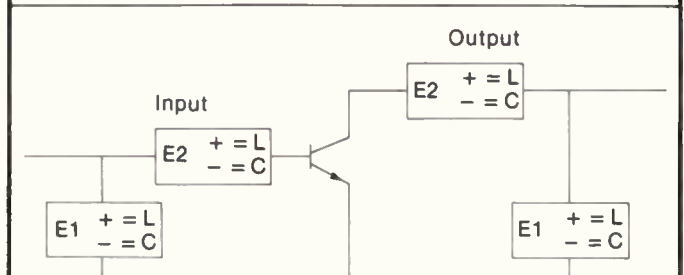 Output
E2 + = L
− = C
Input
E2 + = L
− = C
E1 + = L
− = C
E1 + = L
− = C